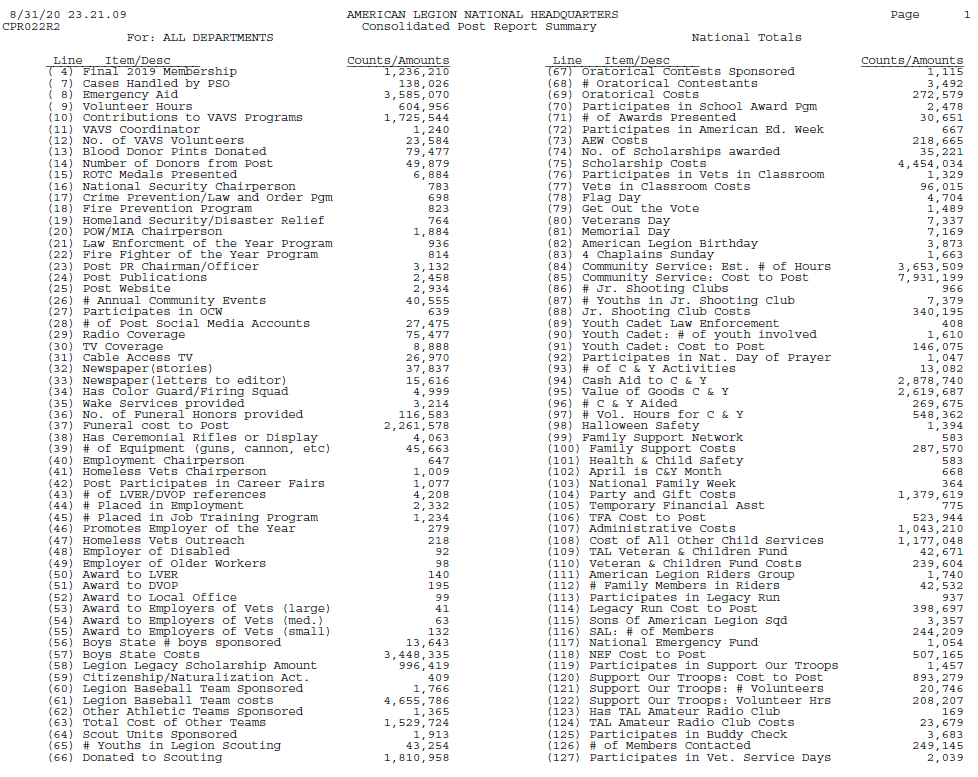 8/31/20 23.21.09 AMERICAN LEGION NATIONAL HEADQUARTERS Page 1
CPR022R2 Consolidated Post Report Summary
For: ALL DEPARTMENTS National Totals
Line Item/Desc Counts/Amounts
( 4) Final 2019 Membership 1,236,210
( 7) Cases Handled by PSO 138,026
( 8) Emergency Aid 3,585,070
( 9) Volunteer Hours 604,956
(10) Contributions to VAVS Programs 1,725,544
(11) VAVS Coordinator 1,240
(12) No. of VAVS Volunteers 23,584
(13) Blood Donor Pints Donated 79,477
(14) Number of Donors from Post 49,879
(15) ROTC Medals Presented 6,884
(16) National Security Chairperson 783
(17) Crime Prevention/Law and Order Pgm 698
(18) Fire Prevention Program 823
(19) Homeland Security/Disaster Relief 764
(20) POW/MIA Chairperson 1,884
(21) Law Enforcment of the Year Program 936
(22) Fire Fighter of the Year Program 814
(23) Post PR Chairman/Officer 3,132
(24) Post Publications 2,458
(25) Post Website 2,934
(26) # Annual Community Events 40,555
(27) Participates in OCW 639
(28) # of Post Social Media Accounts 27,475
(29) Radio Coverage 75,477
(30) TV Coverage 8,888
(31) Cable Access TV 26,970
(32) Newspaper(stories) 37,837
(33) Newspaper(letters to editor) 15,616
(34) Has Color Guard/Firing Squad 4,999
(35) Wake Services provided 3,214
(36) No. of Funeral Honors provided 116,583
(37) Funeral cost to Post 2,261,578
(38) Has Ceremonial Rifles or Display 4,063
(39) # of Equipment (guns, cannon, etc) 45,663
(40) Employment Chairperson 647
(41) Homeless Vets Chairperson 1,009
(42) Post Participates in Career Fairs 1,077
(43) # of LVER/DVOP references 4,208
(44) # Placed in Employment 2,332
(45) # Placed in Job Training Program 1,234
(46) Promotes Employer of the Year 279
(47) Homeless Vets Outreach 218
(48) Employer of Disabled 92
(49) Employer of Older Workers 98
(50) Award to LVER 140
(51) Award to DVOP 195
(52) Award to Local Office 99
(53) Award to Employers of Vets (large) 41
(54) Award to Employers of Vets (med.) 63
(55) Award to Employers of Vets (small) 132
(56) Boys State # boys sponsored 13,643
(57) Boys State Costs 3,448,335
(58) Legion Legacy Scholarship Amount 996,419
(59) Citizenship/Naturalization Act. 409
(60) Legion Baseball Team Sponsored 1,766
(61) Legion Baseball Team costs 4,655,786
(62) Other Athletic Teams Sponsored 1,365
(63) Total Cost of Other Teams 1,529,724
(64) Scout Units Sponsored 1,913
(65) # Youths in Legion Scouting 43,254
(66) Donated to Scouting 1,810,958
Line Item/Desc Counts/Amounts
(67) Oratorical Contests Sponsored 1,115
(68) # Oratorical Contestants 3,492
(69) Oratorical Costs 272,579
(70) Participates in School Award Pgm 2,478
(71) # of Awards Presented 30,651
(72) Participates in American Ed. Week 667
(73) AEW Costs 218,665
(74) No. of Scholarships awarded 35,221
(75) Scholarship Costs 4,454,034
(76) Participates in Vets in Classroom 1,329
(77) Vets in Classroom Costs 96,015
(78) Flag Day 4,704
(79) Get Out the Vote 1,489
(80) Veterans Day 7,337
(81) Memorial Day 7,169
(82) American Legion Birthday 3,873
(83) 4 Chaplains Sunday 1,663
(84) Community Service: Est. # of Hours 3,653,509
(85) Community Service: Cost to Post 7,931,199
(86) # Jr. Shooting Clubs 966
(87) # Youths in Jr. Shooting Club 7,379
(88) Jr. Shooting Club Costs 340,195
(89) Youth Cadet Law Enforcement 408
(90) Youth Cadet: # of youth involved 1,610
(91) Youth Cadet: Cost to Post 146,075
(92) Participates in Nat. Day of Prayer 1,047
(93) # of C & Y Activities 13,082
(94) Cash Aid to C & Y 2,878,740
(95) Value of Goods C & Y 2,619,687
(96) # C & Y Aided 269,675
(97) # Vol. Hours for C & Y 548,362
(98) Halloween Safety 1,394
(99) Family Support Network 583
(100) Family Support Costs 287,570
(101) Health & Child Safety 583
(102) April is C&Y Month 668
(103) National Family Week 364
(104) Party and Gift Costs 1,379,619
(105) Temporary Financial Asst 775
(106) TFA Cost to Post 523,944
(107) Administrative Costs 1,043,210
(108) Cost of All Other Child Services 1,177,048
(109) TAL Veteran & Children Fund 42,671
(110) Veteran & Children Fund Costs 239,604
(111) American Legion Riders Group 1,740
(112) # Family Members in Riders 42,532
(113) Participates in Legacy Run 937
(114) Legacy Run Cost to Post 398,697
(115) Sons Of American Legion Sqd 3,357
(116) SAL: # of Members 244,209
(117) National Emergency Fund 1,054
(118) NEF Cost to Post 507,165
(119) Participates in Support Our Troops 1,457
(120) Support Our Troops: Cost to Post 893,279
(121) Support Our Troops: # Volunteers 20,746
(122) Support Our Troops: Volunteer Hrs 208,207
(123) Has TAL Amateur Radio Club 169
(124) TAL Amateur Radio Club Costs 23,679
(125) Participates in Buddy Check 3,683
(126) # of Members Contacted 249,145
(127) Participates in Vet. Service Days 2,039